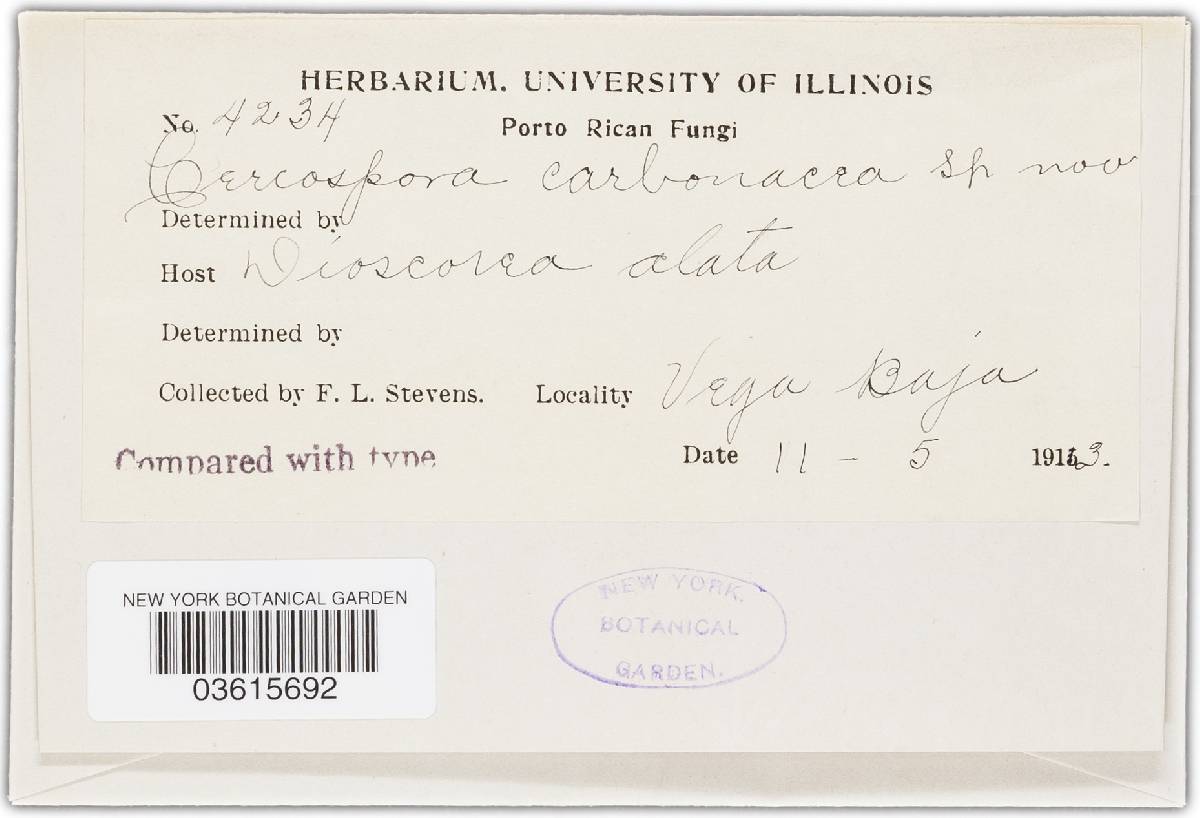 HERBARIUM. UNIVERSITY OF ILLINOIS
No. 4234 Porto Rican Fungi
Cercospora carbonacea sp nov
Determined by
Host Dioscorea alata
Determined by
Collected by F. L. Stevens. Locality Vega Baja
Compared with type Date 11 - 5 1913.
NEW YORK BOTANICAL GARDEN
03615692
NEW YORK.
BOTANICAL
GARDEN.